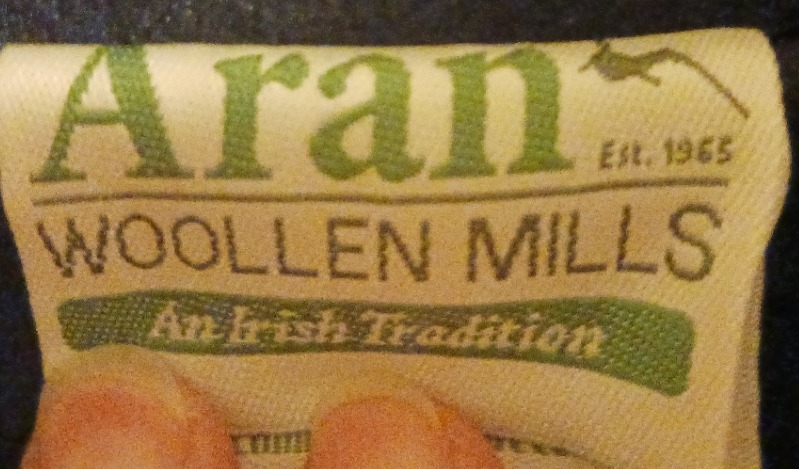 Aran
Est. 1965
WOOLLEN MILLS
An Irish Tradition